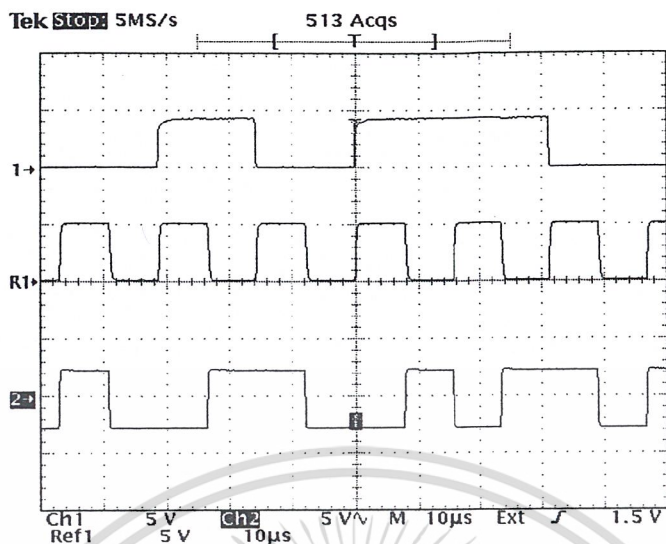 Tek Stop: 5MS/s 513 Acqs
[ T ]
1→
R1→
2→
T
Ch1 5 V Ch2 5 V∿ M 10µs Ext ƒ 1.5 V
Ref1 5 V 10µs